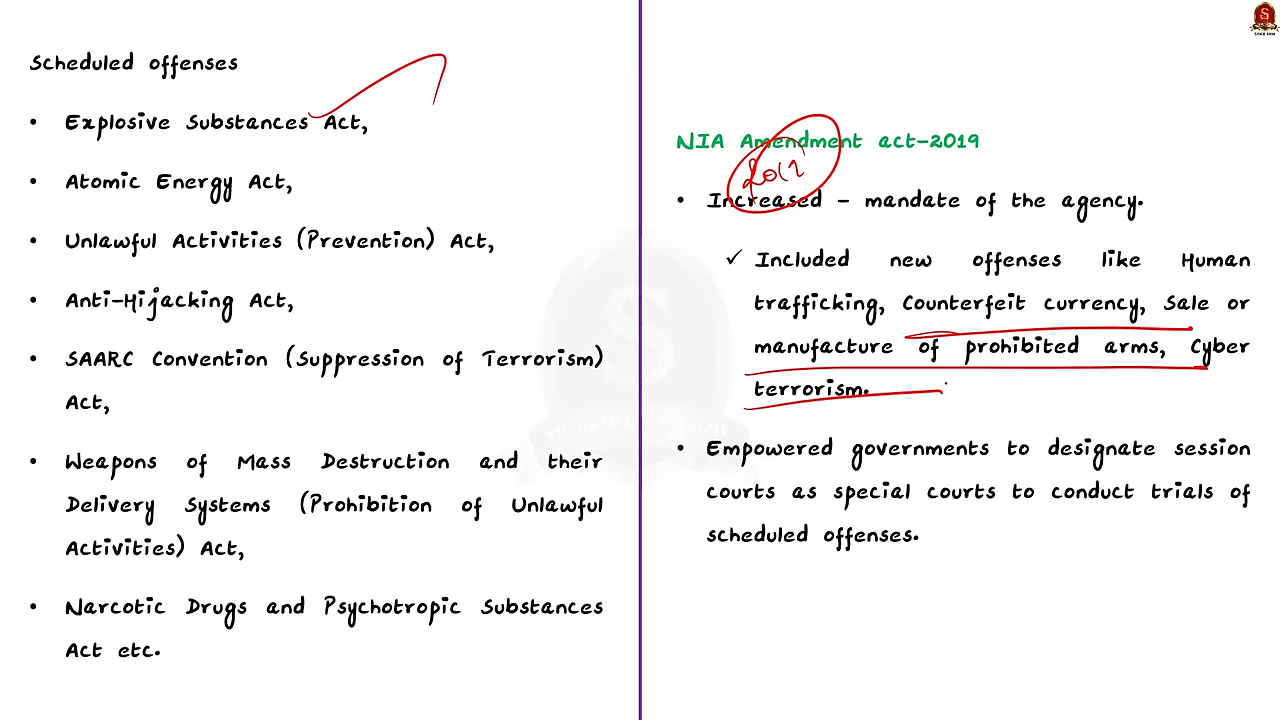 Scheduled offenses
• Explosive Substances Act,
• Atomic Energy Act,
• Unlawful Activities (Prevention) Act,
• Anti-Hijacking Act,
• SAARC Convention (Suppression of Terrorism)
Act,
• Weapons of Mass Destruction and their
Delivery Systems (Prohibition of Unlawful
Activities) Act,
• Narcotic Drugs and Psychotropic Substances
Act etc.
NIA Amendment act-2019
• Increased - mandate of the agency.
✓ Included new offenses like Human
trafficking, Counterfeit currency, Sale or
manufacture of prohibited arms, Cyber
terrorism.
• Empowered governments to designate session
courts as special courts to conduct trials of
scheduled offenses.